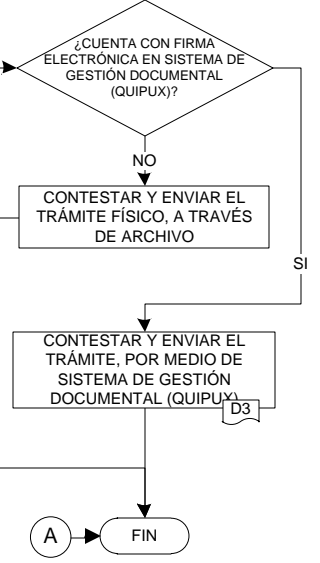 ¿CUENTA CON FIRMA
ELECTRÓNICA EN SISTEMA DE
GESTIÓN DOCUMENTAL
(QUIPUX)?
NO
CONTESTAR Y ENVIAR EL
TRÁMITE FÍSICO, A TRAVÉS
DE ARCHIVO
SI
CONTESTAR Y ENVIAR EL
TRÁMITE, POR MEDIO DE
SISTEMA DE GESTIÓN
DOCUMENTAL (QUIPUX)
D3
A
FIN